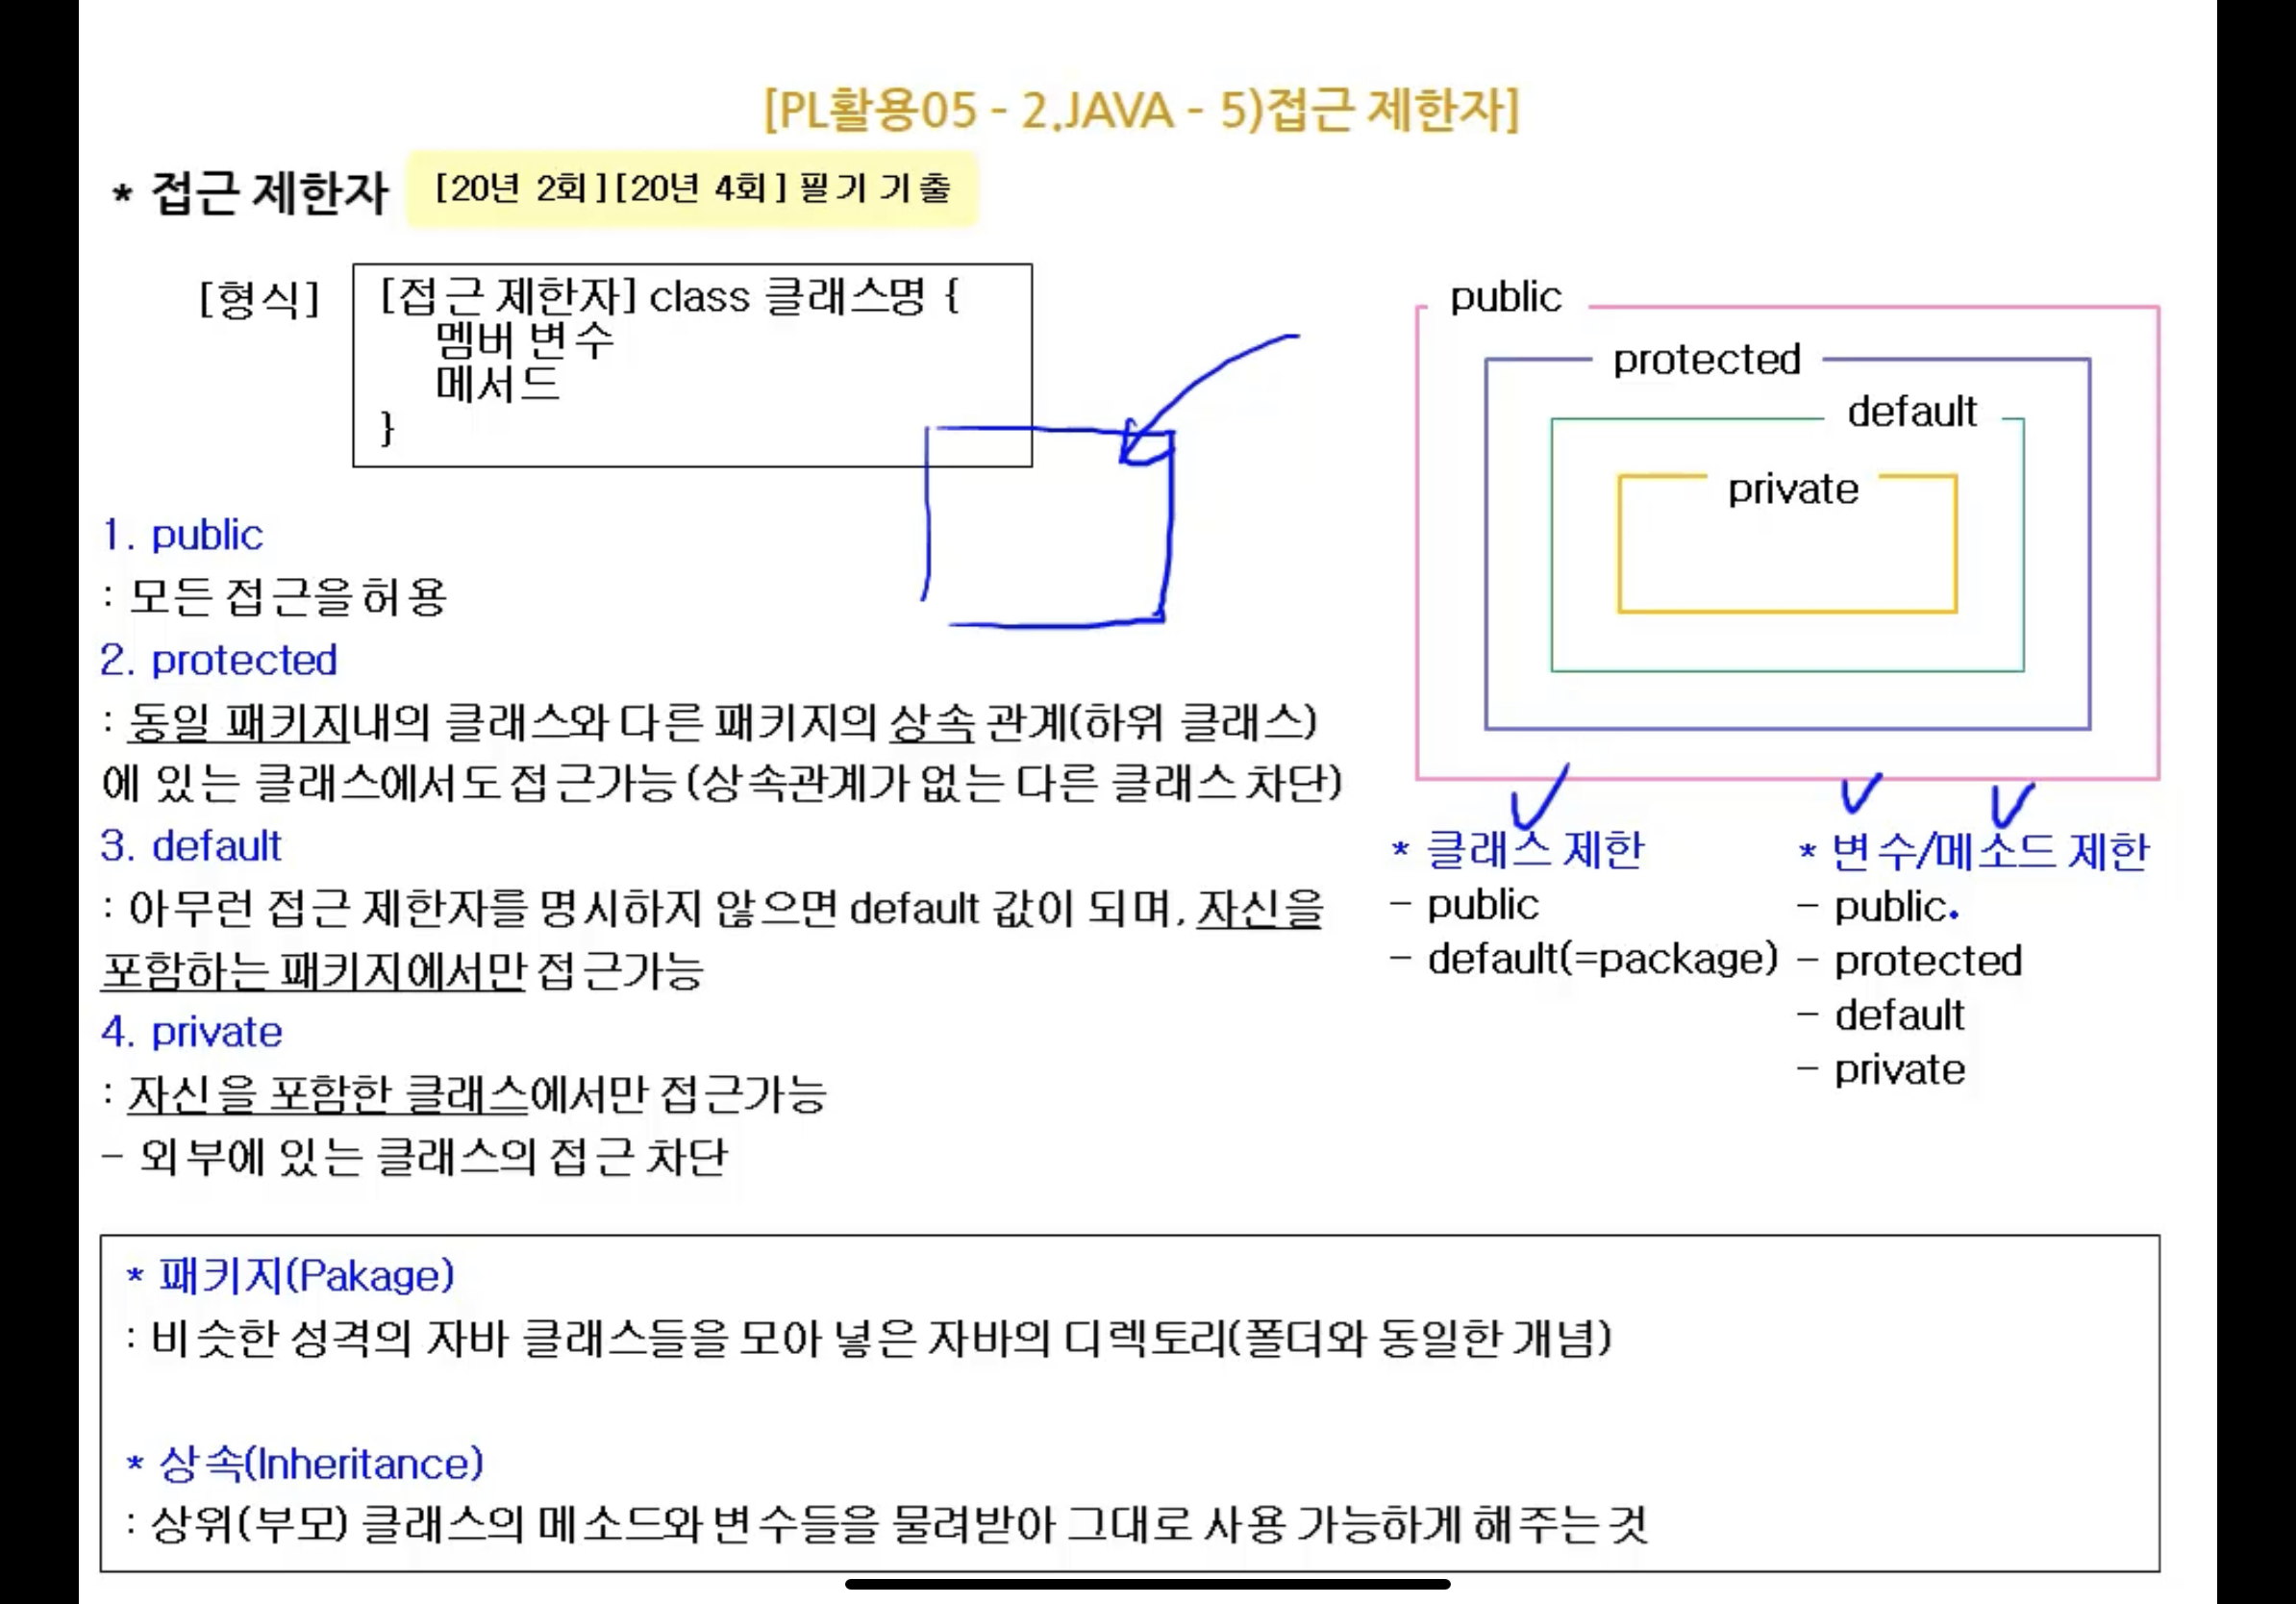 [PL활용05 - 2.JAVA - 5)접근 제한자]
* 접근 제한자 [20년 2회][20년 4회] 필기 기출
[형식]
[접근 제한자] class 클래스명 {
멤버 변수
메서드
}
1. public
: 모든 접근을 허용
2. protected
: 동일 패키지내의 클래스와 다른 패키지의 상속 관계(하위 클래스)
에 있는 클래스에서도 접근가능 (상속관계가 없는 다른 클래스 차단)
3. default
: 아무런 접근 제한자를 명시하지 않으면 default 값이 되며, 자신을
포함하는 패키지에서만 접근가능
4. private
: 자신을 포함한 클래스에서만 접근가능
- 외부에 있는 클래스의 접근 차단
public
protected
default
private
* 클래스 제한
- public
- default(=package)
* 변수/메소드 제한
- public
- protected
- default
- private
* 패키지(Pakage)
: 비슷한 성격의 자바 클래스들을 모아 넣은 자바의 디렉토리(폴더와 동일한 개념)
* 상속(Inheritance)
: 상위(부모) 클래스의 메소드와 변수들을 물려받아 그대로 사용 가능하게 해주는 것